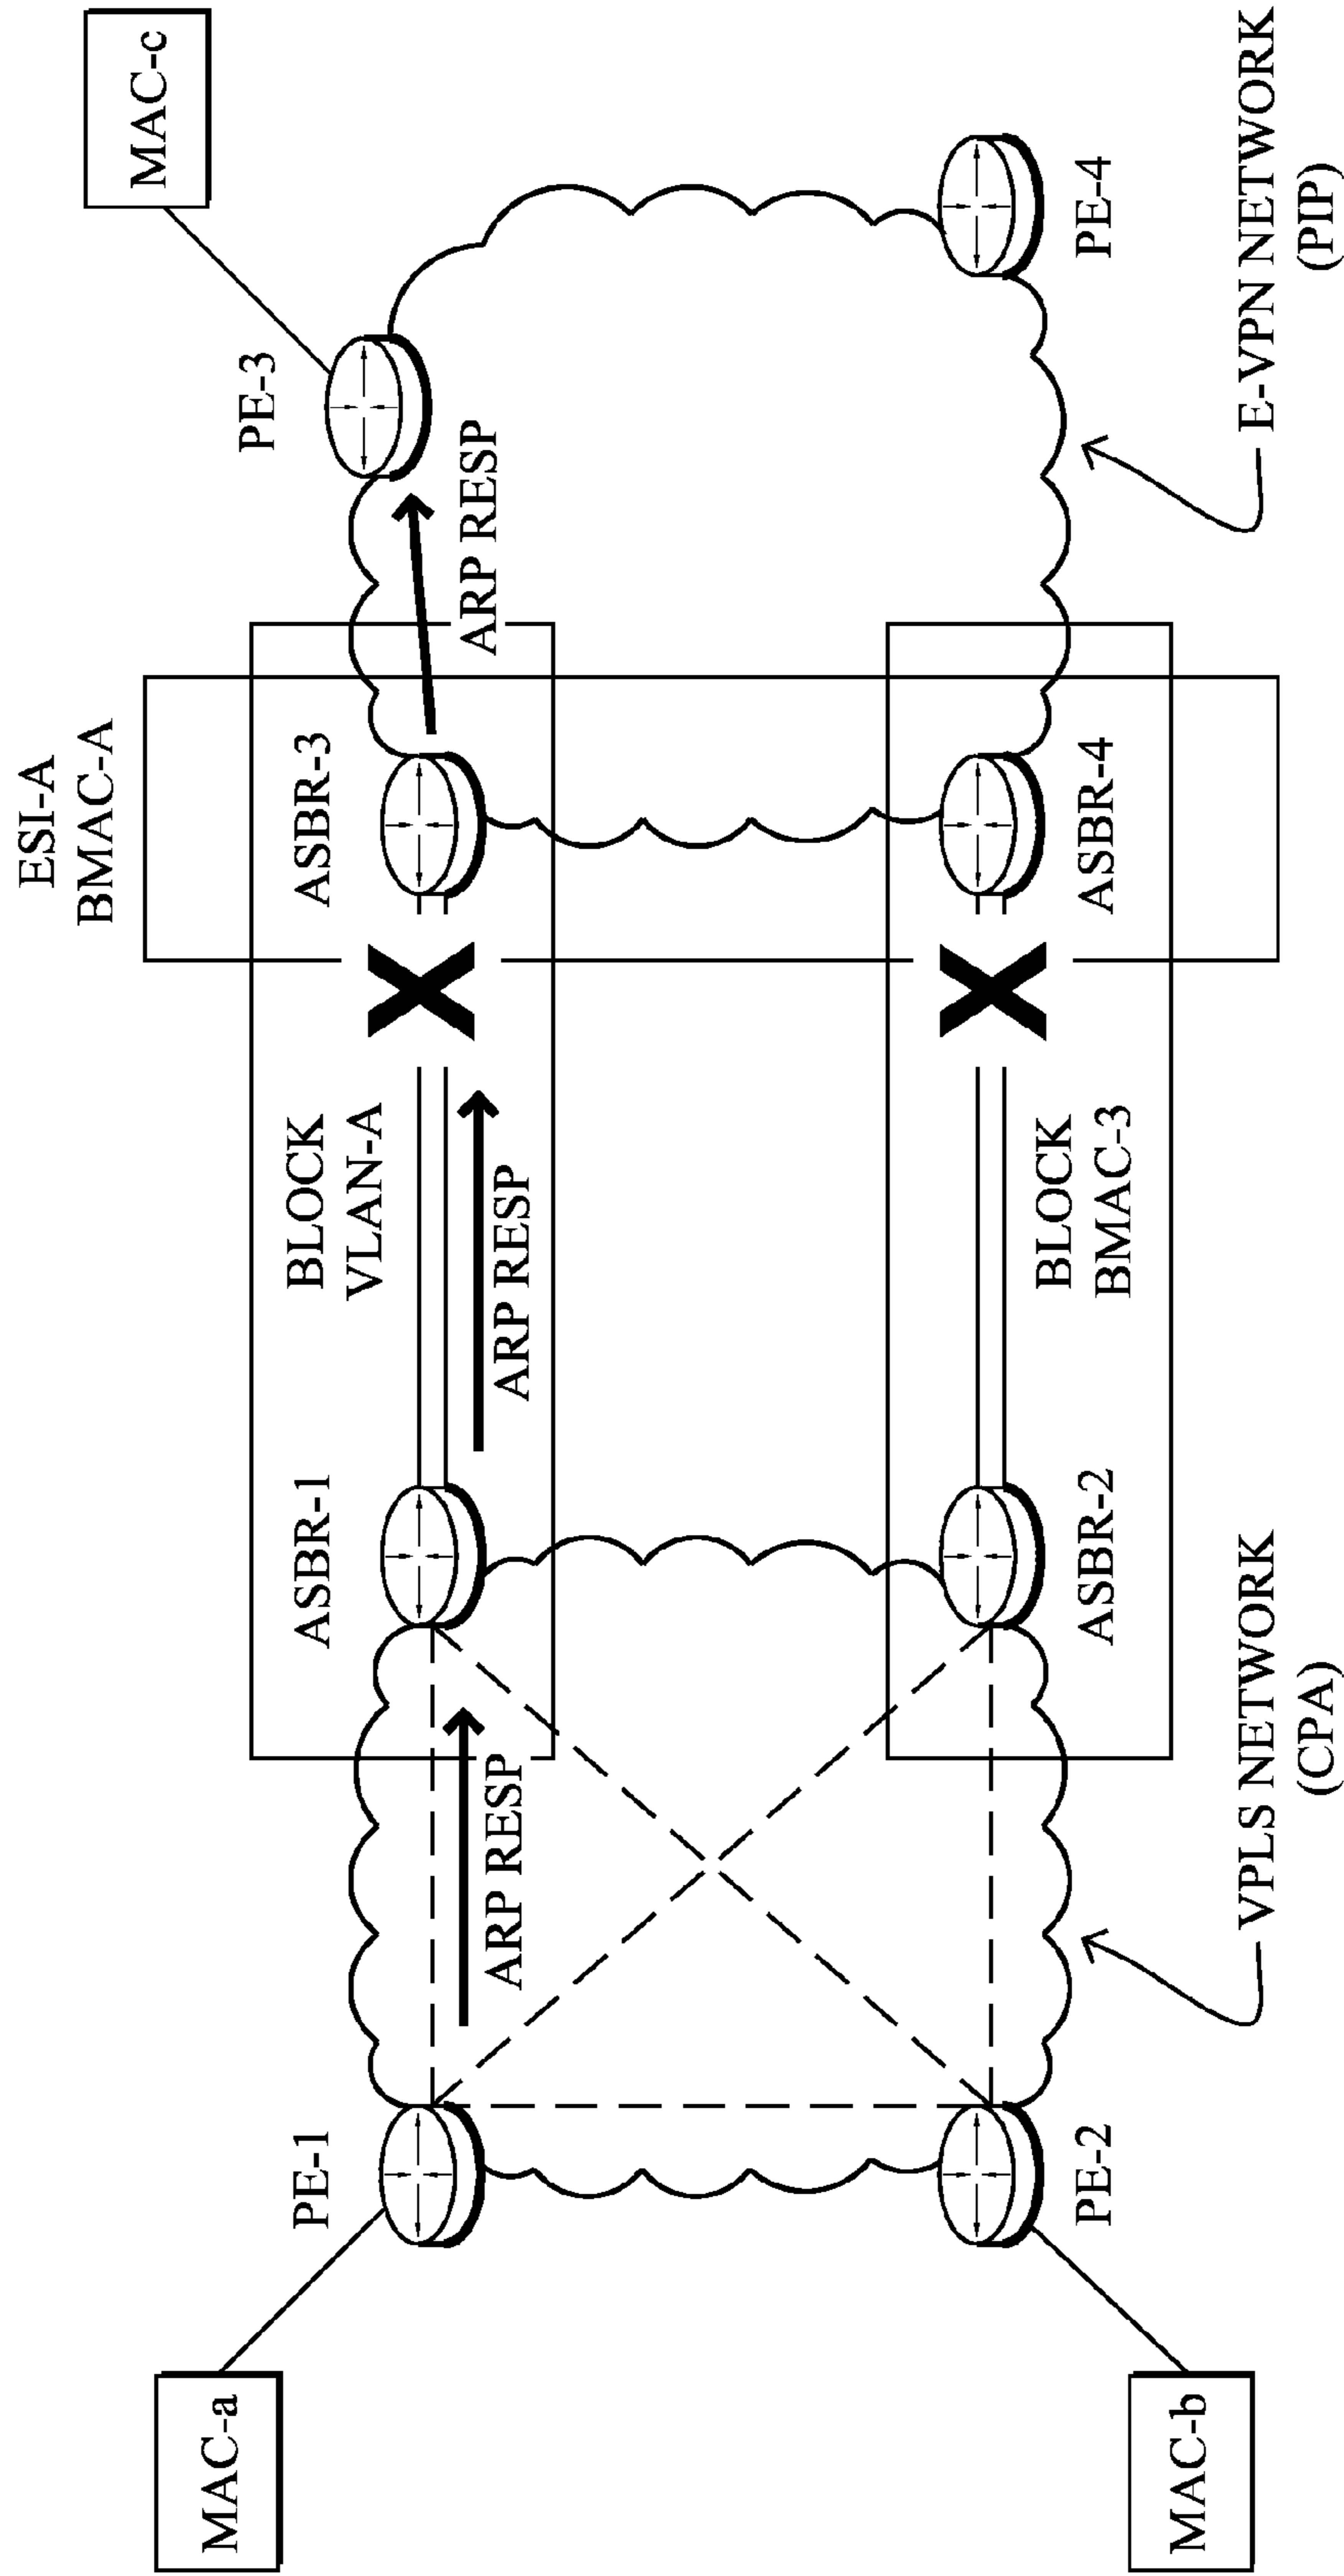 ESI-A
BMAC-A
MAC-a
MAC-c
PE-1
ASBR-1
BLOCK
VLAN-A
ASBR-3
PE-3
ARP RESP
ARP RESP
ARP RESP
BLOCK
BMAC-3
PE-2
ASBR-2
ASBR-4
PE-4
MAC-b
VPLS NETWORK
(CPA)
E-VPN NETWORK
(PIP)